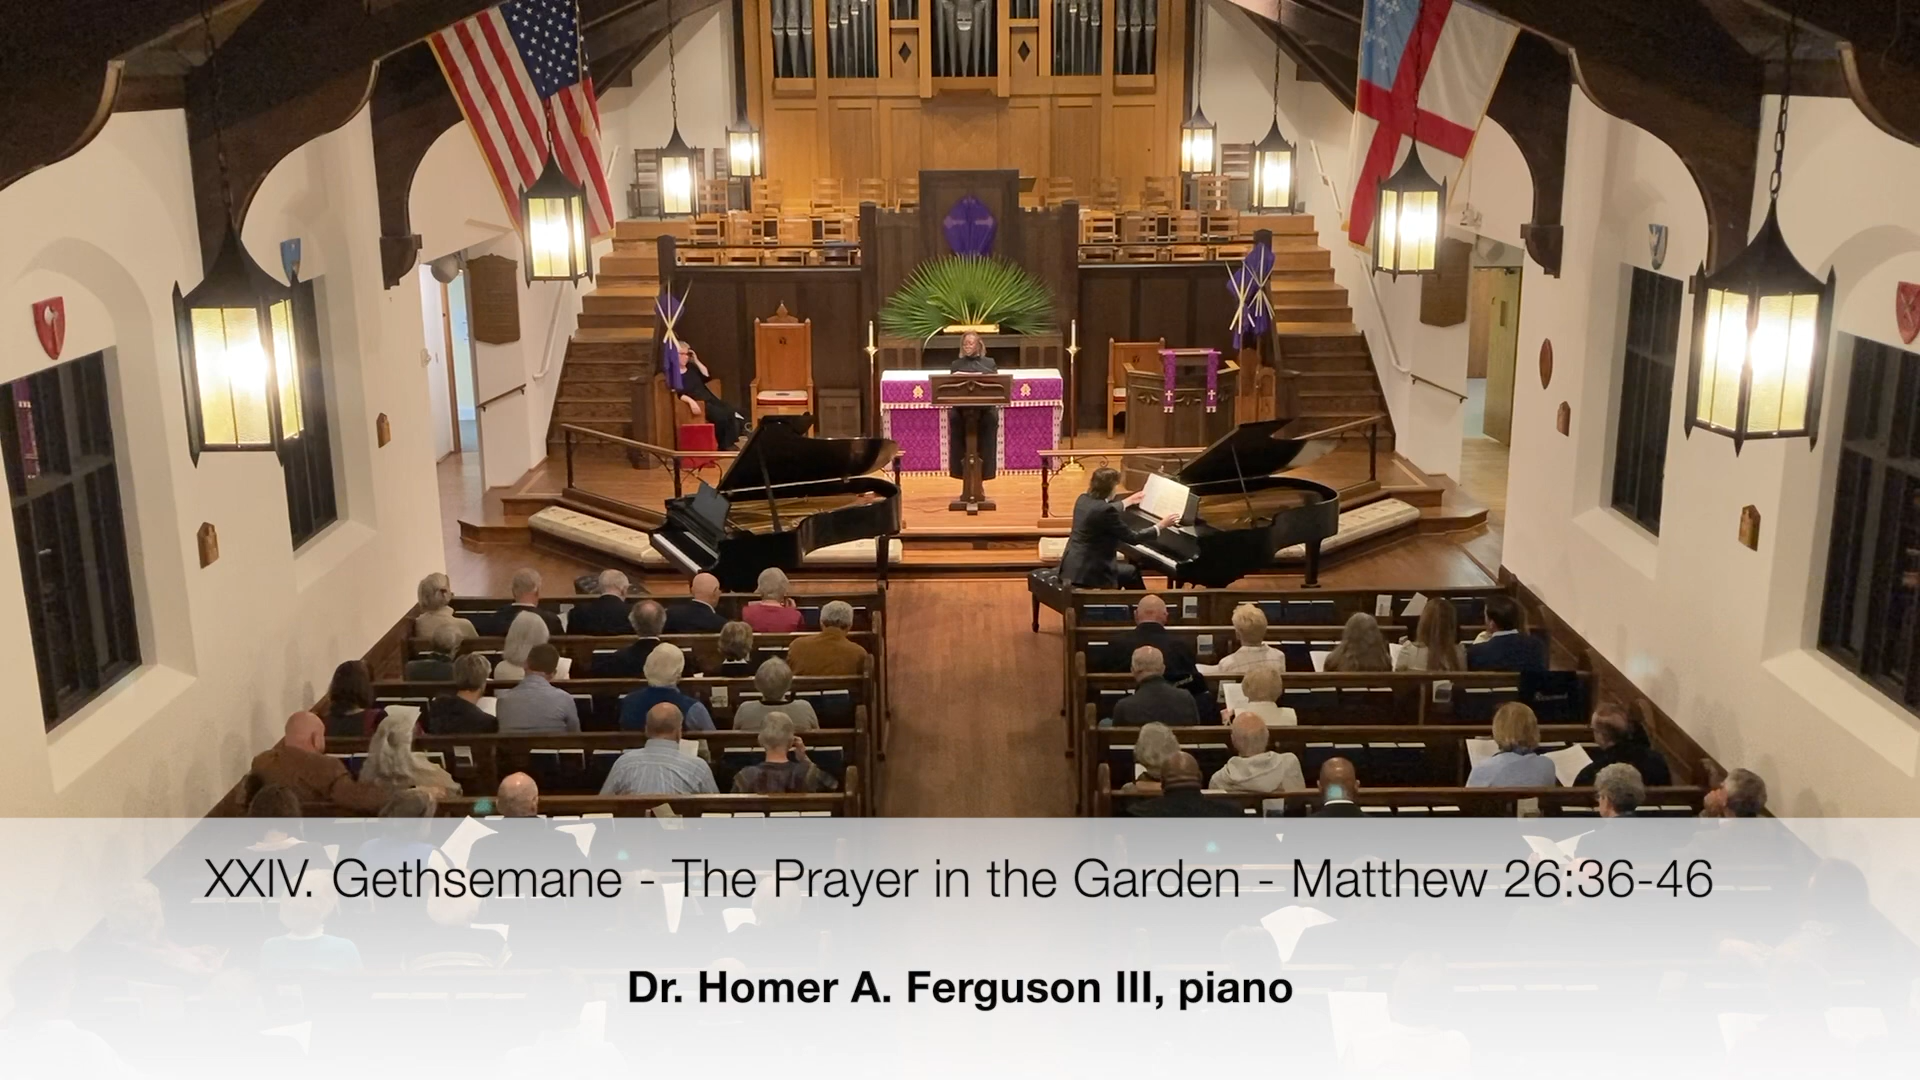 XXIV. Gethsemane - The Prayer in the Garden - Matthew 26:36-46
Dr. Homer A. Ferguson III, piano